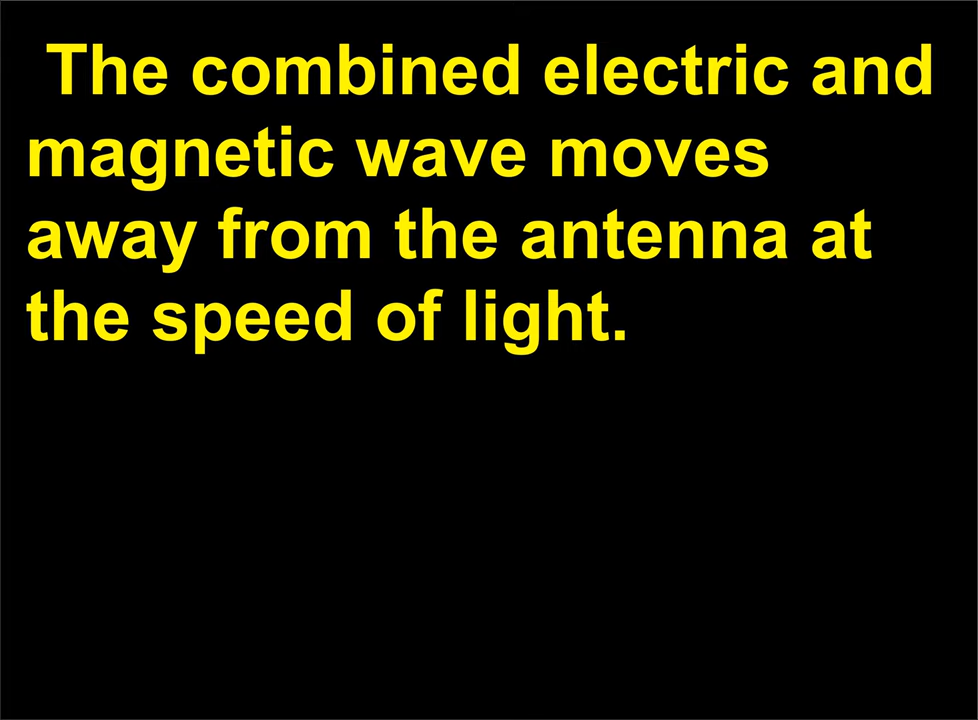 The combined electric and
magnetic wave moves
away from the antenna at
the speed of light.